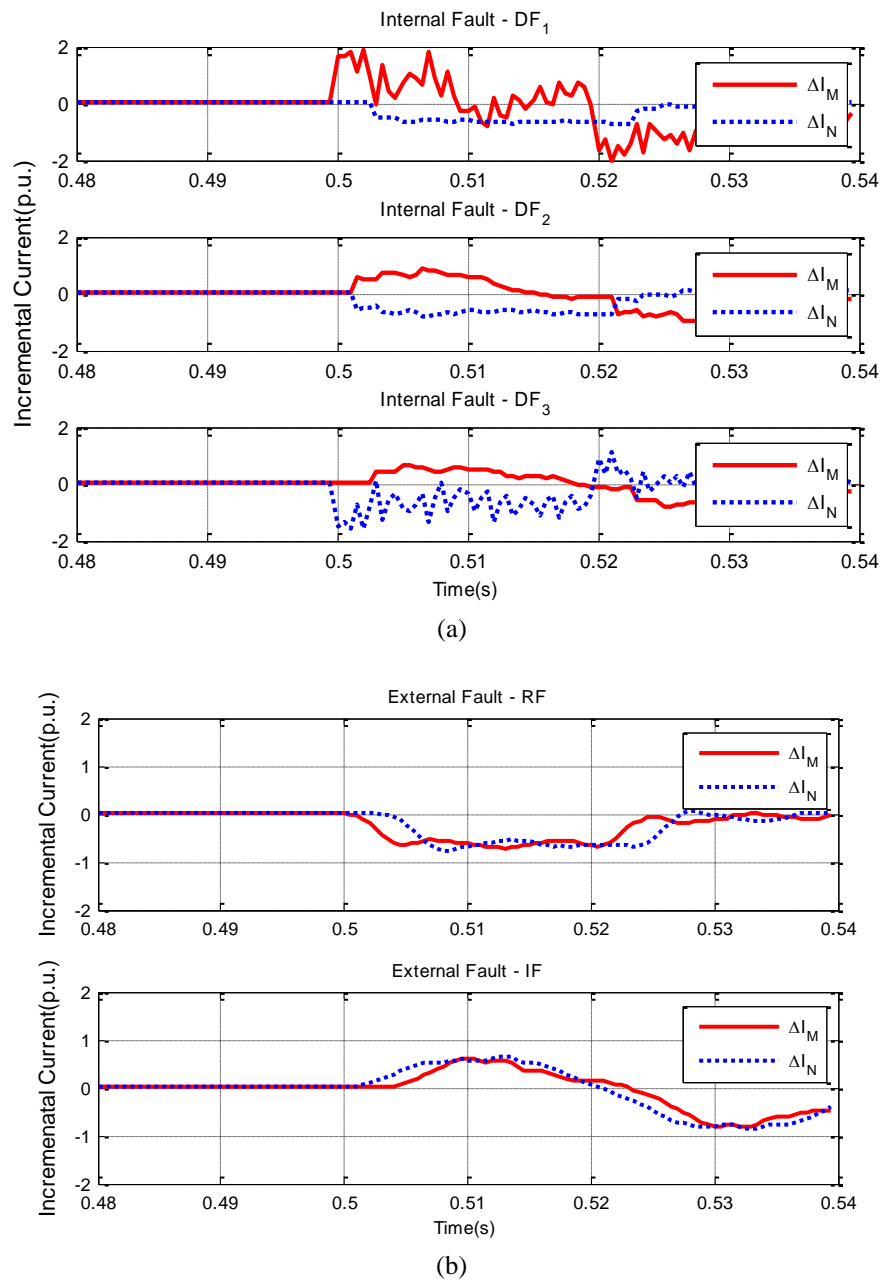 Internal Fault - DF1
2
0
-2
0.48 0.49 0.5 0.51 0.52 0.53 0.54
ΔIM
ΔIN
Internal Fault - DF2
2
0
-2
0.48 0.49 0.5 0.51 0.52 0.53 0.54
ΔIM
ΔIN
Incremental Current(p.u.)
Internal Fault - DF3
2
0
-2
0.48 0.49 0.5 0.51 0.52 0.53 0.54
ΔIM
ΔIN
Time(s)
(a)
External Fault - RF
Incremental Current(p.u.)
2
1
0
-1
-2
0.48 0.49 0.5 0.51 0.52 0.53 0.54
ΔIM
ΔIN
External Fault - IF
Incremenatal Current(p.u.)
2
1
0
-1
-2
0.48 0.49 0.5 0.51 0.52 0.53 0.54
ΔIM
ΔIN
Time(s)
(b)